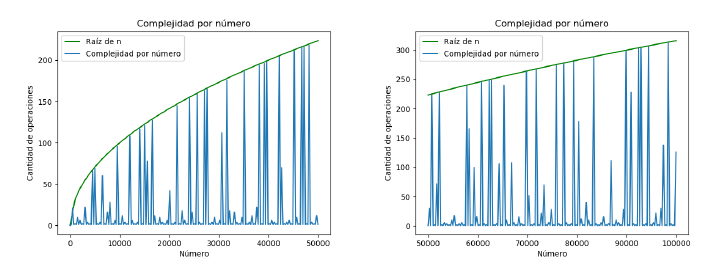 Complejidad por número
Raíz de n
Complejidad por número
Cantidad de operaciones
200
150
100
50
0
0
10000
20000
30000
40000
50000
Número
Complejidad por número
Raíz de n
Complejidad por número
Cantidad de operaciones
300
250
200
150
100
50
0
50000
60000
70000
80000
90000
100000
Número